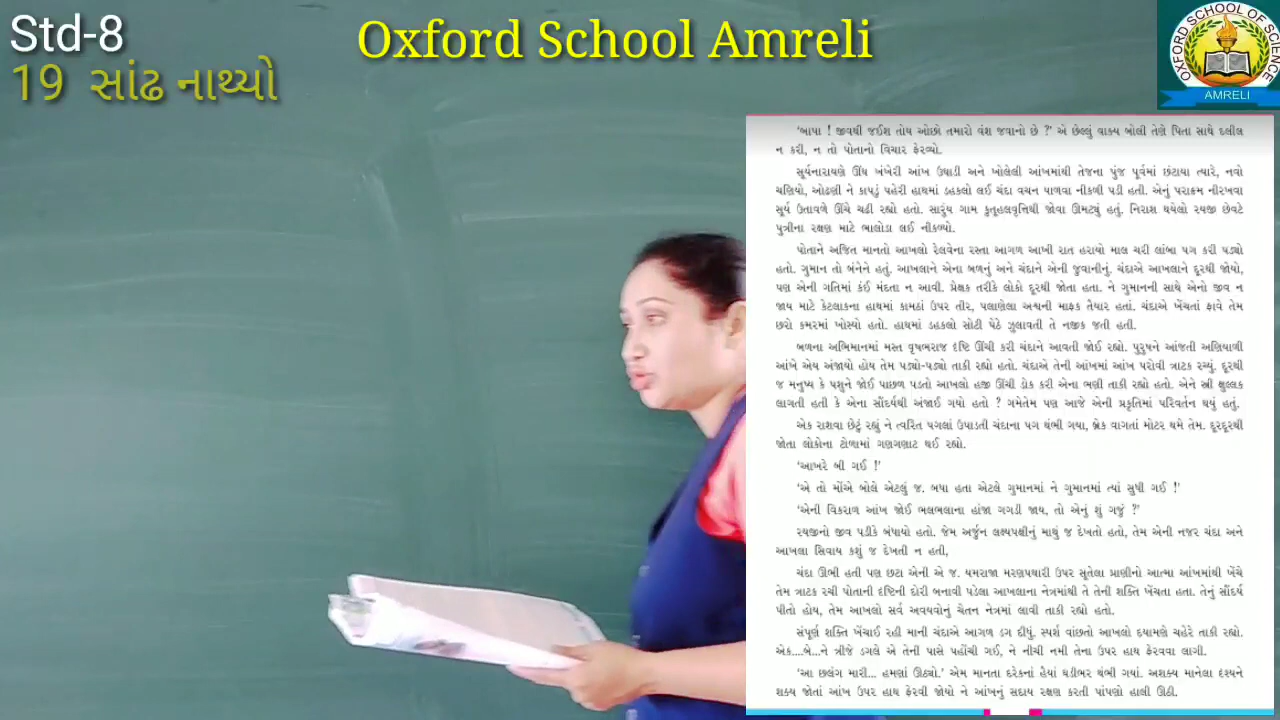 Std-8
19 સાંઢ નાથ્યો
Oxford School Amreli
OXFORD SCHOOL OF SCIENCE
AMRELI
'બાપા ! જીવથી જઈશ તોય ઓછો તમારો વંશ જવાનો છે ?' એ છેલ્લું વાક્ય બોલી તેણે પિતા સાથે દલીલ
ન કરી, ન તો પોતાનો વિચાર ફેરવ્યો.
સૂર્યનારાયણે ઊંઘ ખંખેરી આંખ ઉઘાડી અને ખોલેલી આંખમાંથી તેજના પુંજ પૂર્વમાં છંટાયા ત્યારે, નવો
ચણિયો, ઓઢણી ને કાપડું પહેરી હાથમાં ડહકલો લઈ ચંદા વચન પાળવા નીકળી પડી હતી. એનું પરાક્રમ નીરખવા
સૂર્ય ઉતાવળે ઊંચે ચઢી રહ્યો હતો. સારુંય ગામ કુતૂહલવૃત્તિથી જોવા ઊમટ્યું હતું. નિરાશ થયેલો રયજી છેવટે
પુત્રીના રક્ષણ માટે ભાલોડા લઈ નીકળ્યો.
પોતાને અજિત માનતો આખલો રેલવેના રસ્તા આગળ આખી રાત હરાયો માલ ચરી લાંબા પગ કરી પડ્યો
હતો. ગુમાન તો બંનેને હતું. આખલાને એના બળનું અને ચંદાને એની જુવાનીનું. ચંદાએ આખલાને દૂરથી જોયો,
પણ એની ગતિમાં કંઈ મંદતા ન આવી. પ્રેક્ષક તરીકે લોકો દૂરથી જોતા હતા. ને ગુમાનની સાથે એનો જીવ ન
જાય માટે કેટલાકના હાથમાં કામઠાં ઉપર તીર, પલાણેલા અશ્વની માફક તૈયાર હતાં. ચંદાએ ખેંચતાં ફાવે તેમ
છરો કમરમાં ખોસ્યો હતો. હાથમાં ડહકલો સોટી પેઠે ઝુલાવતી તે નજીક જતી હતી.
બળના અભિમાનમાં મસ્ત વૃષભરાજ દષ્ટિ ઊંચી કરી ચંદાને આવતી જોઈ રહ્યો. પુરુષને આંજતી અણિયાળી
આંખે એય અંજાયો હોય તેમ પડ્યો-પડ્યો તાકી રહ્યો હતો. ચંદાએ તેની આંખમાં આંખ પરોવી ત્રાટક રચ્યું. દૂરથી
જ મનુષ્ય કે પશુને જોઈ પાછળ પડતો આખલો હજી ઊંચી ડોક કરી એના ભણી તાકી રહ્યો હતો. એને સ્ત્રી ક્ષુલ્લક
લાગતી હતી કે એના સૌંદર્યથી અંજાઈ ગયો હતો ? ગમેતેમ પણ આજે એની પ્રકૃતિમાં પરિવર્તન થયું હતું.
એક રાશવા છેટું રહ્યું ને ત્વરિત પગલાં ઉપાડતી ચંદાના પગ થંભી ગયા, બ્રેક વાગતાં મોટર થમે તેમ. દૂરદૂરથી
જોતા લોકોના ટોળામાં ગણગણાટ થઈ રહ્યો.
'આખરે બી ગઈ !'
'એ તો મોંએ બોલે એટલું જ. બધા હતા એટલે ગુમાનમાં ને ગુમાનમાં ત્યાં સુધી ગઈ !'
'એની વિકરાળ આંખ જોઈ ભલભલાના હાંજા ગગડી જાય, તો એનું શું ગજું ?'
રયજીનો જીવ પડીકે બંધાયો હતો. જેમ અર્જુન લક્ષ્યપક્ષીનું માથું જ દેખતો હતો, તેમ એની નજર ચંદા અને
આખલા સિવાય કશું જ દેખતી ન હતી,
ચંદા ઊભી હતી પણ છટા એની એ જ. યમરાજા મરણપથારી ઉપર સૂતેલા પ્રાણીનો આત્મા આંખમાંથી ખેંચે
તેમ ત્રાટક રચી પોતાની દષ્ટિની દોરી બનાવી પડેલા આખલાના નેત્રમાંથી તે તેની શક્તિ ખેંચતા હતા. તેનું સૌંદર્ય
પીતો હોય, તેમ આખલો સર્વ અવયવોનું ચેતન નેત્રમાં લાવી તાકી રહ્યો હતો.
સંપૂર્ણ શક્તિ ખેંચાઈ રહી માની ચંદાએ આગળ ડગ દીધું. સ્પર્શ વાંછતો આખલો દયામણે ચહેરે તાકી રહ્યો.
એક....બે...ને ત્રીજે ડગલે એ તેની પાસે પહોંચી ગઈ, ને નીચી નમી તેના ઉપર હાથ ફેરવવા લાગી.
'આ છલંગ મારી... હમણાં ઊઠ્યો.' એમ માનતા દરેકનાં હૈયાં ઘડીભર થંભી ગયાં. અશક્ય માનેલા દશ્યને
શક્ય જોતાં આંખ ઉપર હાથ ફેરવી જોયો ને આંખનું સદાય રક્ષણ કરતી પાંપણો હાલી ઊઠી.